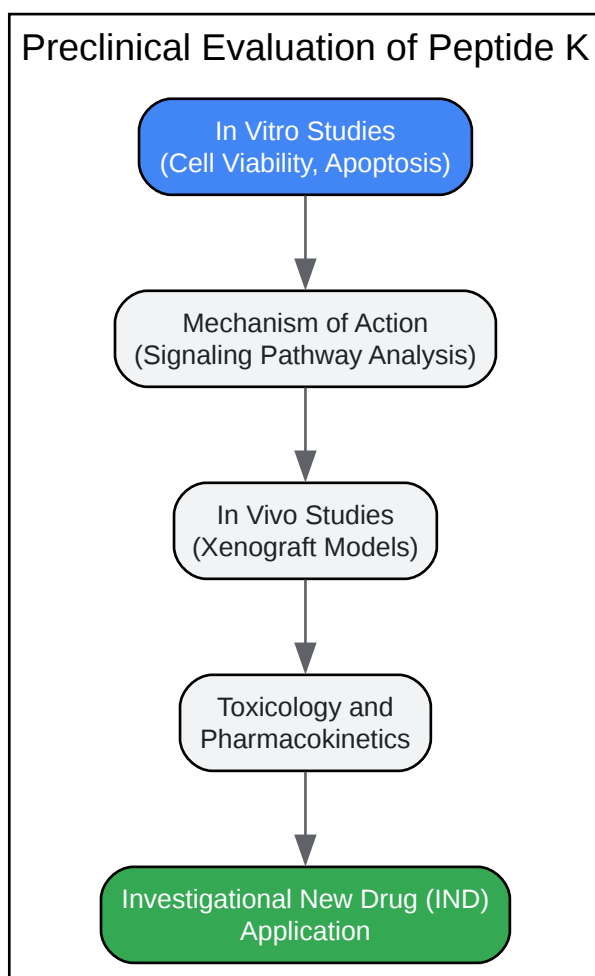 Preclinical Evaluation of Peptide K
In Vitro Studies
(Cell Viability, Apoptosis)
Mechanism of Action
(Signaling Pathway Analysis)
In Vivo Studies
(Xenograft Models)
Toxicology and
Pharmacokinetics
Investigational New Drug (IND)
Application